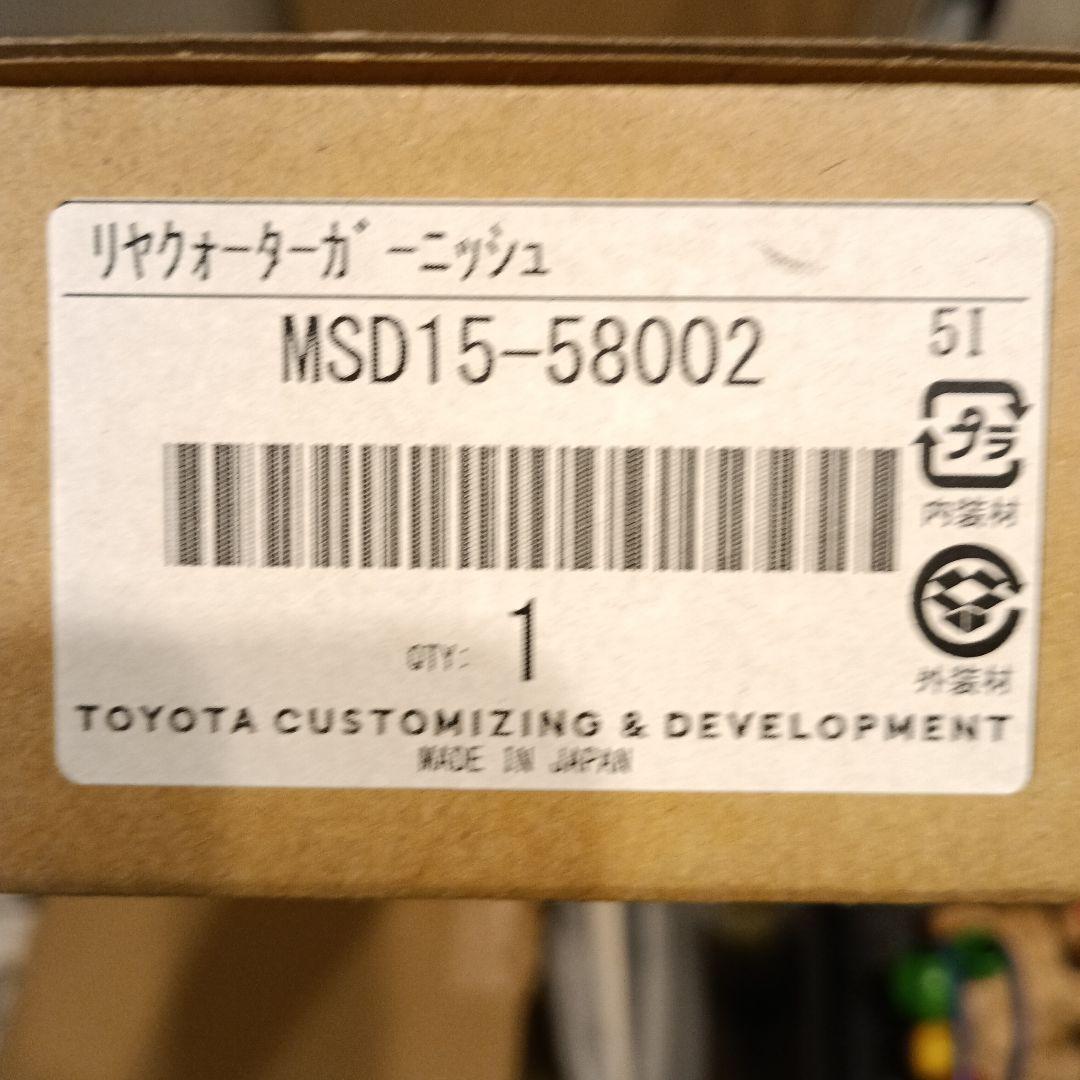 リヤクォーターガーニッシュ
MSD15-58002
5I
プラ
内装材
QTY: 1
外装材
TOYOTA CUSTOMIZING & DEVELOPMENT
MADE IN JAPAN